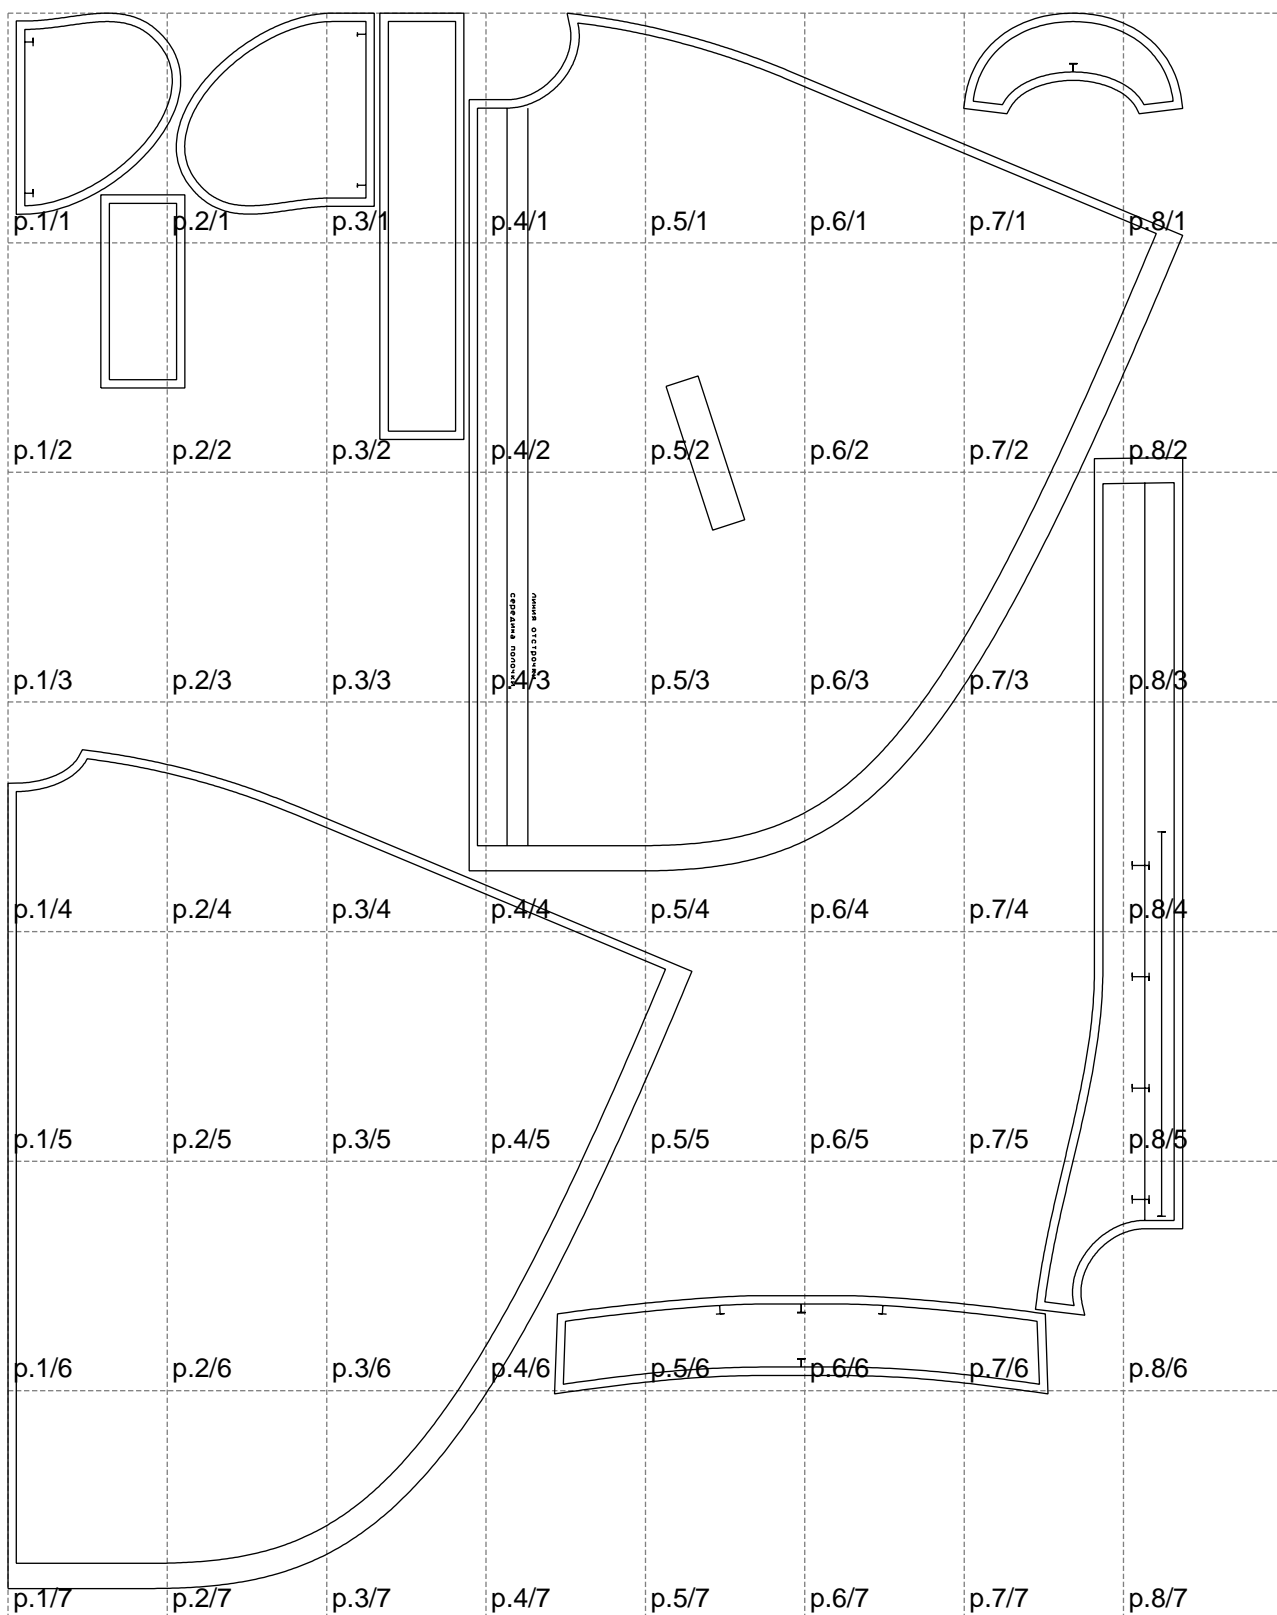 p.1/1 p.2/1 p.3/1 p.4/1 p.5/1 p.6/1 p.7/1 p.8/1
p.1/2 p.2/2 p.3/2 p.4/2 p.5/2 p.6/2 p.7/2 p.8/2
середина полочки
линия отстрочки
p.1/3 p.2/3 p.3/3 p.4/3 p.5/3 p.6/3 p.7/3 p.8/3
p.1/4 p.2/4 p.3/4 p.4/4 p.5/4 p.6/4 p.7/4 p.8/4
p.1/5 p.2/5 p.3/5 p.4/5 p.5/5 p.6/5 p.7/5 p.8/5
p.1/6 p.2/6 p.3/6 p.4/6 p.5/6 p.6/6 p.7/6 p.8/6
p.1/7 p.2/7 p.3/7 p.4/7 p.5/7 p.6/7 p.7/7 p.8/7